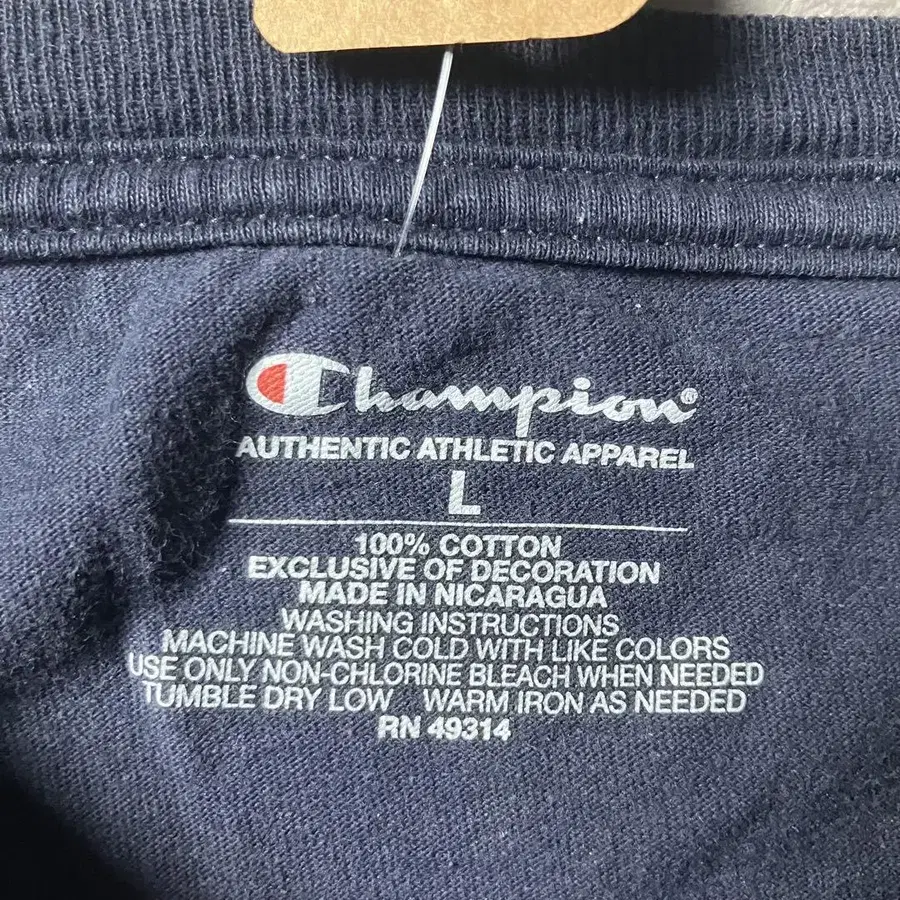 Champion®
AUTHENTIC ATHLETIC APPAREL
L
100% COTTON
EXCLUSIVE OF DECORATION
MADE IN NICARAGUA
WASHING INSTRUCTIONS
MACHINE WASH COLD WITH LIKE COLORS
USE ONLY NON-CHLORINE BLEACH WHEN NEEDED
TUMBLE DRY LOW WARM IRON AS NEEDED
RN 49314